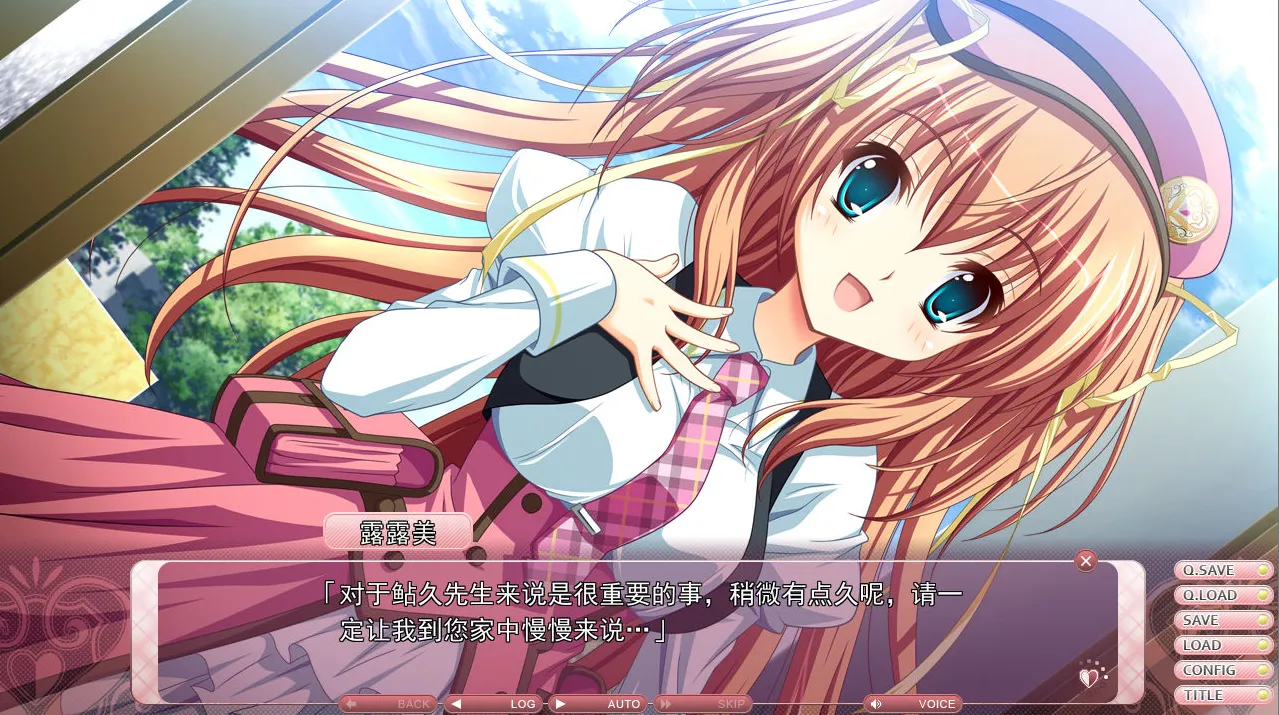 露露美
「对于鲇久先生来说是很重要的事，稍微有点久呢，请一
定让我到您家中慢慢来说…」
Q.SAVE
Q.LOAD
SAVE
LOAD
CONFIG
TITLE
BACK
LOG
AUTO
SKIP
VOICE